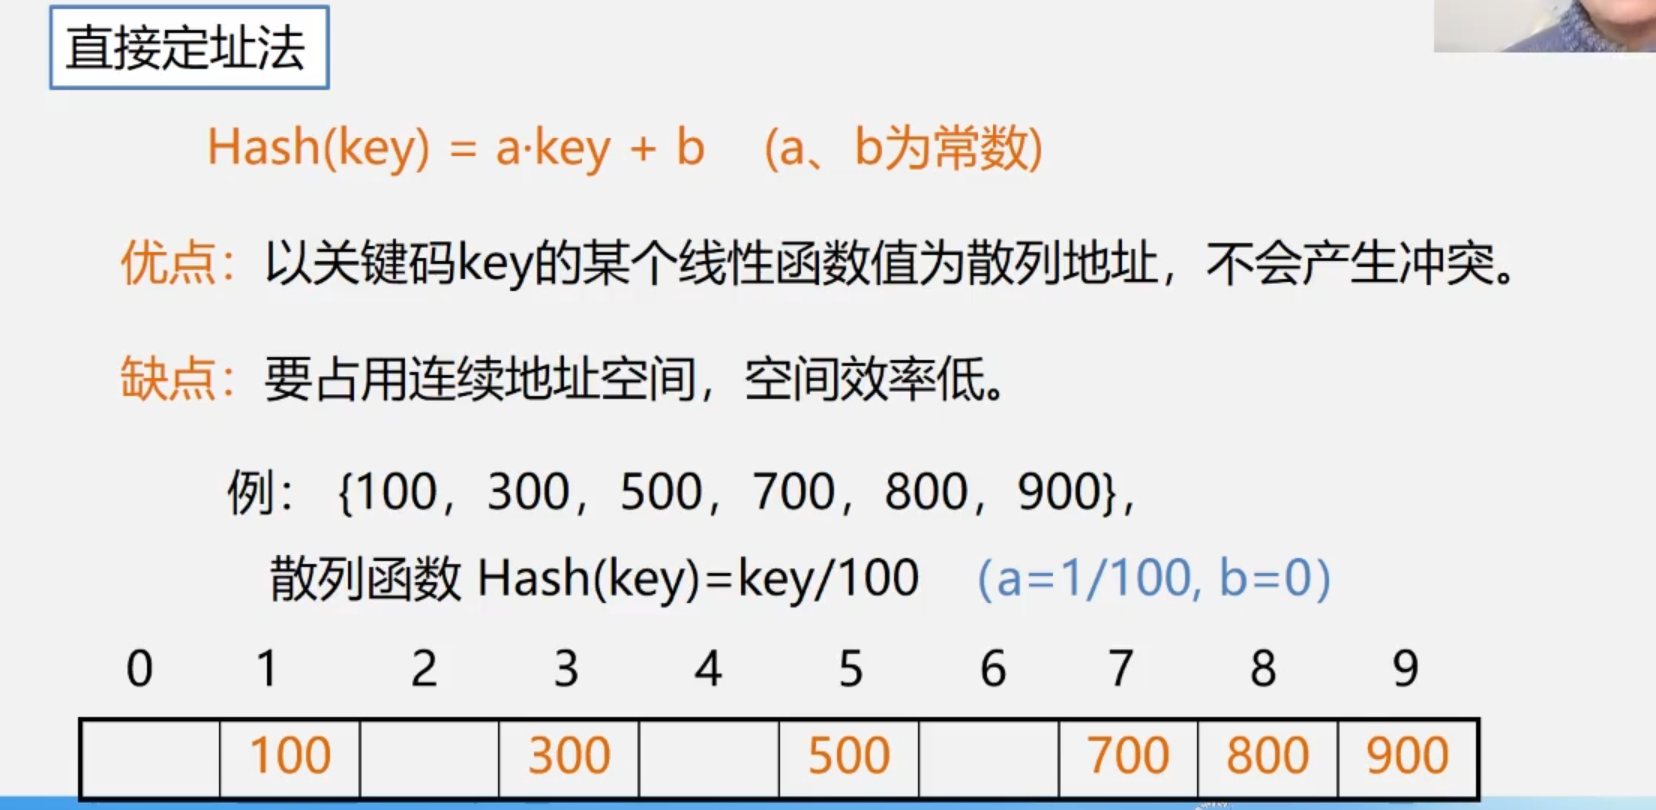 直接定址法
Hash(key) = a·key + b (a、b为常数)
优点：以关键码key的某个线性函数值为散列地址，不会产生冲突。
缺点：要占用连续地址空间，空间效率低。
例：{100，300，500，700，800，900}，
散列函数 Hash(key)=key/100 （a=1/100, b=0）
0 1 2 3 4 5 6 7 8 9
100 300 500 700 800 900